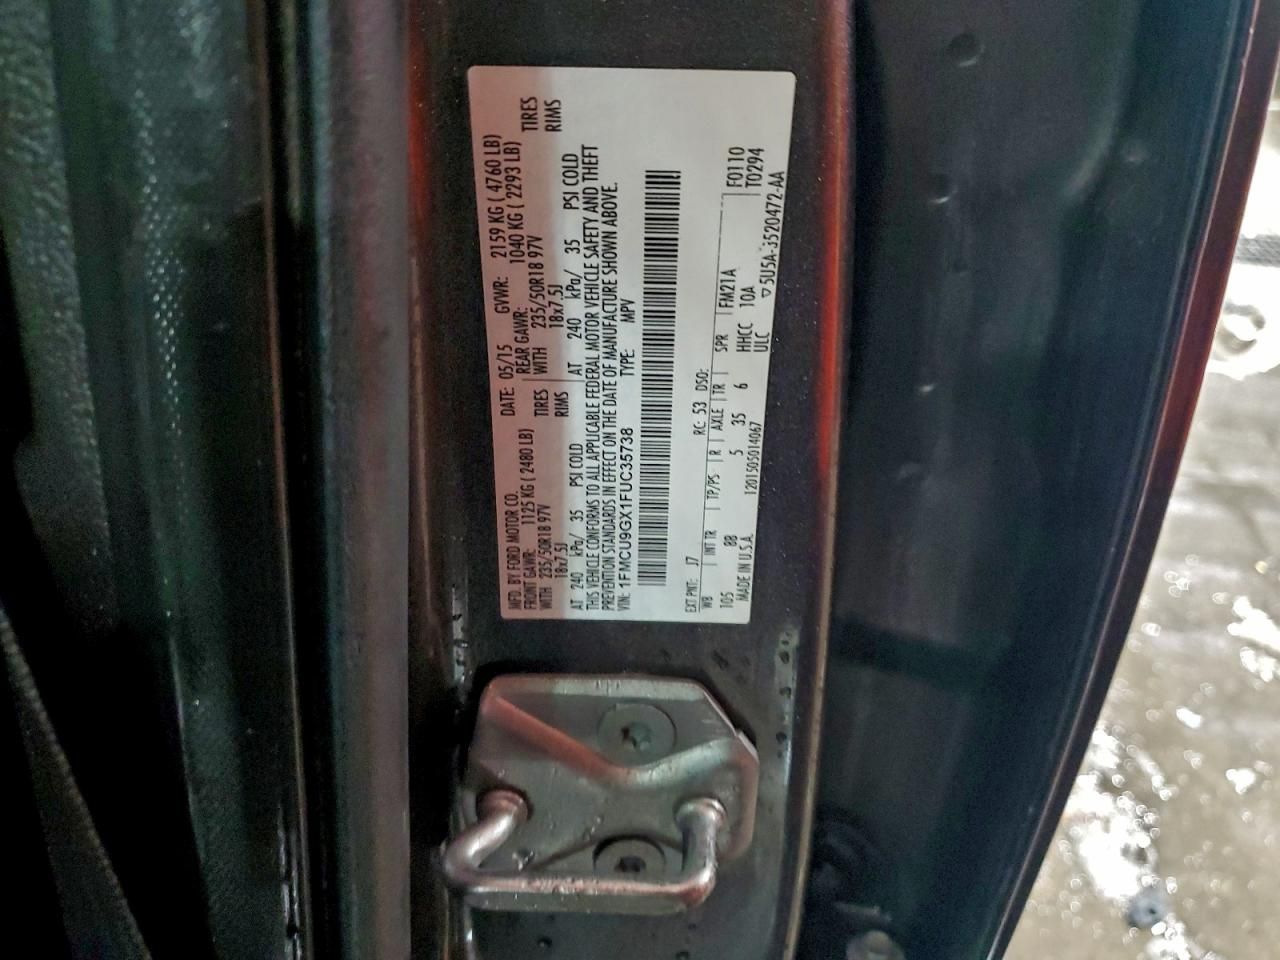 MFD. BY FORD MOTOR CO. DATE: 05/15 GVWR: 2159 KG ( 4760 LB)
FRONT GAWR: 1125 KG ( 2480 LB) REAR GAWR: 1040 KG ( 2293 LB)
WITH 235/50R18 97V TIRES WITH 235/50R18 97V TIRES
18x7.5J RIMS 18x7.5J RIMS
AT 240 kPa/ 35 PSI COLD AT 240 kPa/ 35 PSI COLD
THIS VEHICLE CONFORMS TO ALL APPLICABLE FEDERAL MOTOR VEHICLE SAFETY AND THEFT
PREVENTION STANDARDS IN EFFECT ON THE DATE OF MANUFACTURE SHOWN ABOVE.
VIN: 1FMCU9GX1FUC35738 TYPE: MPV
EXT PNT: J7 RC: 53 DSO: F0110
WB INT TR TP/PS R AXLE TR SPR FM21A T0294
105 88 5 35 6 HHCC 10A
MADE IN U.S.A. 1201505014067 ULC ▽5U5A-3520472-AA